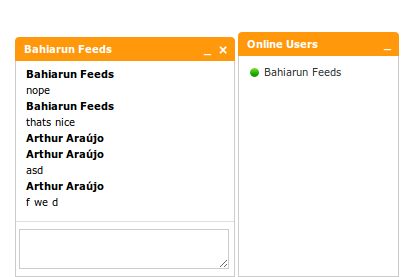 Bahiarun Feeds _ ×
Bahiarun Feeds
nope
Bahiarun Feeds
thats nice
Arthur Araújo
Arthur Araújo
asd
Arthur Araújo
f we d
Online Users _
Bahiarun Feeds